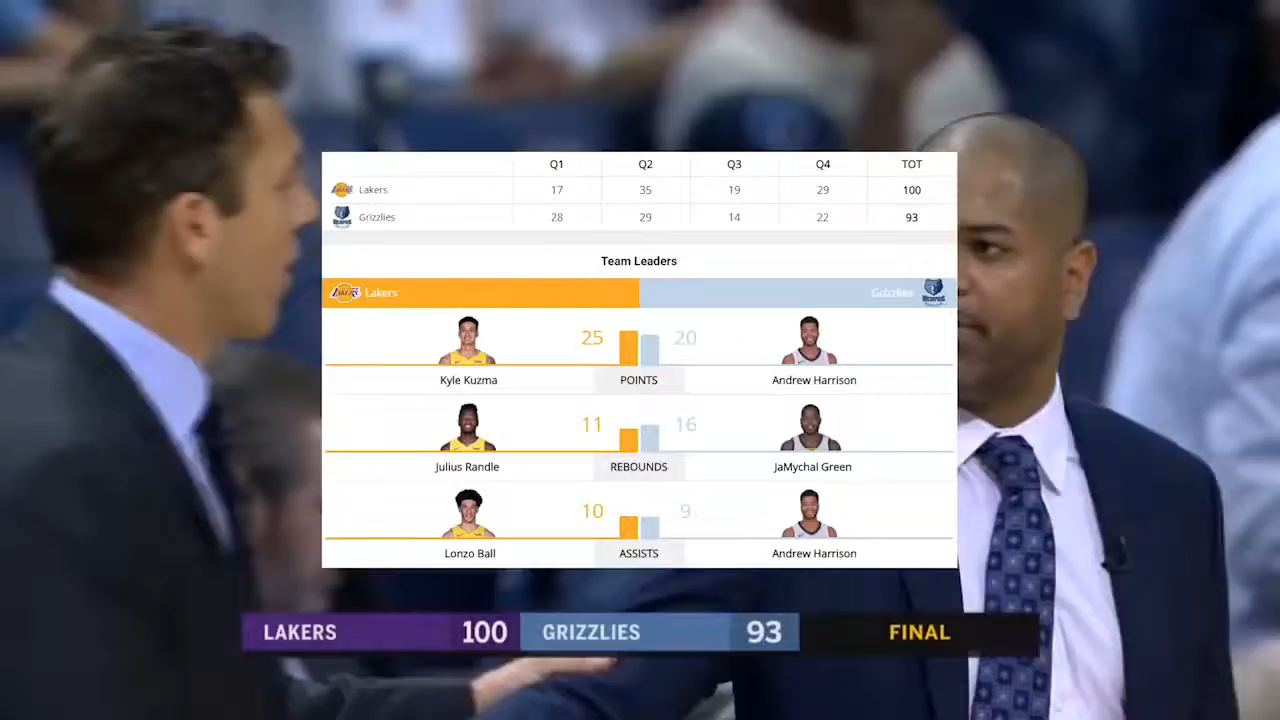 Q1 Q2 Q3 Q4 TOT
Lakers 17 35 19 29 100
Grizzlies 28 29 14 22 93
Team Leaders
LAKERS Lakers Grizzlies MEMPHIS
25 20
Kyle Kuzma POINTS Andrew Harrison
11 16
Julius Randle REBOUNDS JaMychal Green
10 9
Lonzo Ball ASSISTS Andrew Harrison
LAKERS 100 GRIZZLIES 93 FINAL